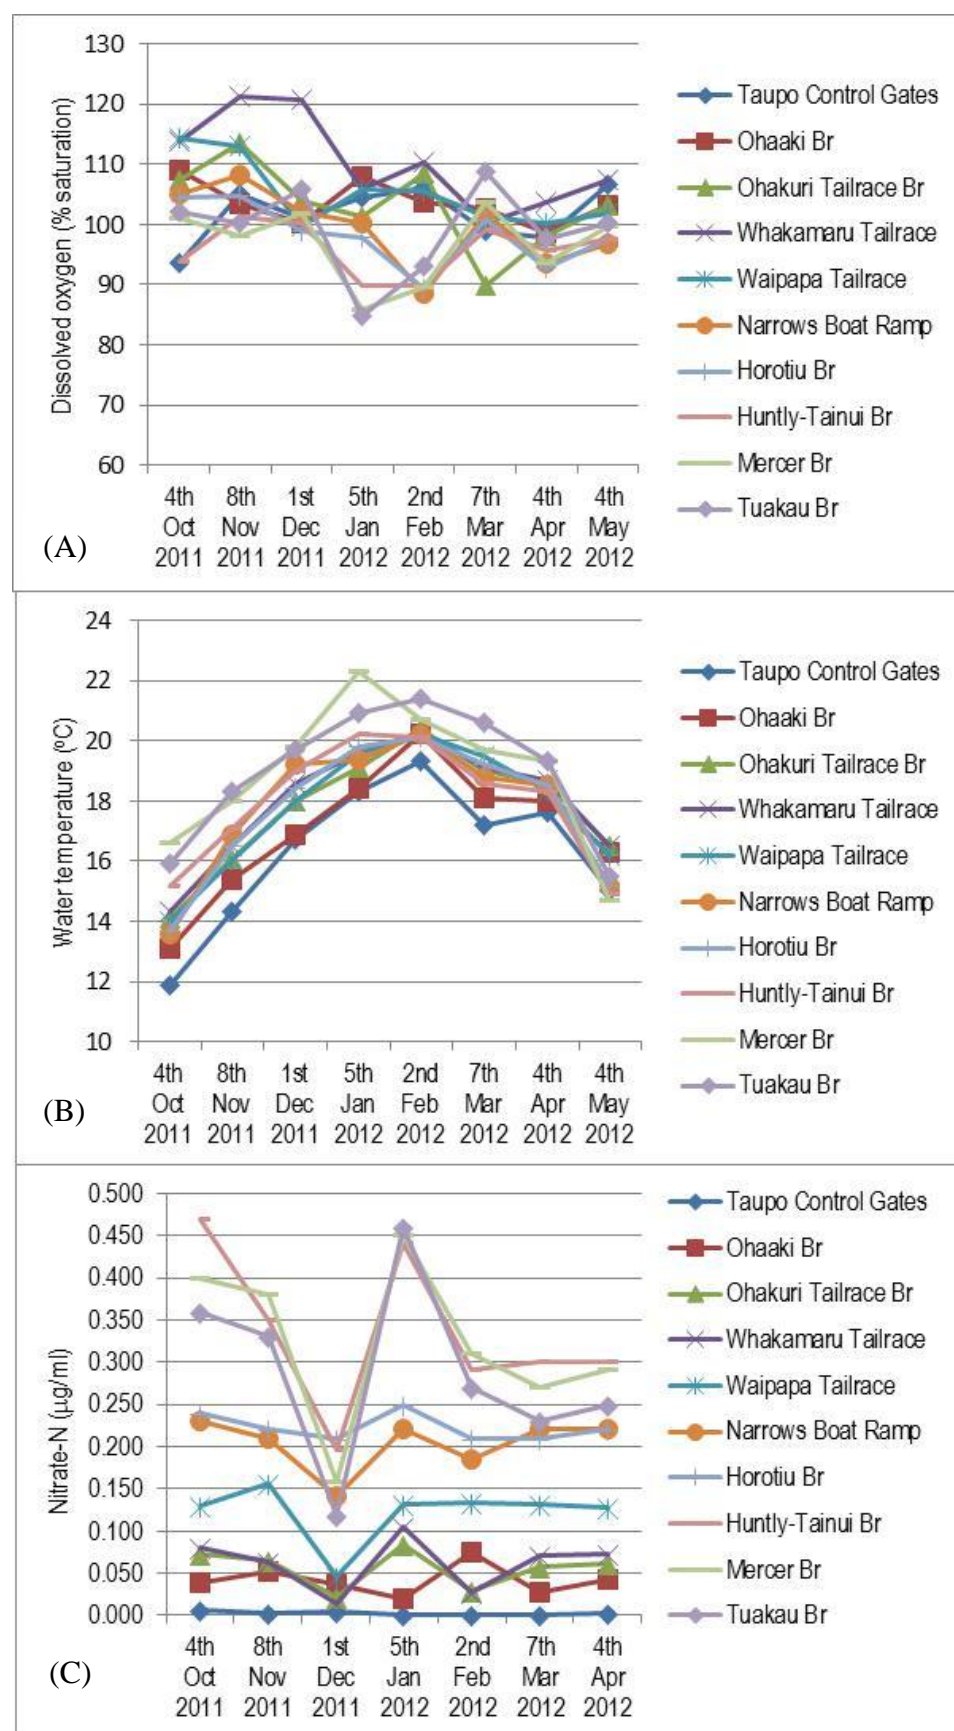 130
120
110
100
90
80
70
60
Dissolved oxygen (% saturation)
4th Oct 2011
8th Nov 2011
1st Dec 2011
5th Jan 2012
2nd Feb 2012
7th Mar 2012
4th Apr 2012
4th May 2012
Taupo Control Gates
Ohaaki Br
Ohakuri Tailrace Br
Whakamaru Tailrace
Waipapa Tailrace
Narrows Boat Ramp
Horotiu Br
Huntly-Tainui Br
Mercer Br
Tuakau Br
(A)
24
22
20
18
16
14
12
10
Water temperature (ºC)
4th Oct 2011
8th Nov 2011
1st Dec 2011
5th Jan 2012
2nd Feb 2012
7th Mar 2012
4th Apr 2012
4th May 2012
Taupo Control Gates
Ohaaki Br
Ohakuri Tailrace Br
Whakamaru Tailrace
Waipapa Tailrace
Narrows Boat Ramp
Horotiu Br
Huntly-Tainui Br
Mercer Br
Tuakau Br
(B)
0.500
0.450
0.400
0.350
0.300
0.250
0.200
0.150
0.100
0.050
0.000
Nitrate-N (µg/ml)
4th Oct 2011
8th Nov 2011
1st Dec 2011
5th Jan 2012
2nd Feb 2012
7th Mar 2012
4th Apr 2012
Taupo Control Gates
Ohaaki Br
Ohakuri Tailrace Br
Whakamaru Tailrace
Waipapa Tailrace
Narrows Boat Ramp
Horotiu Br
Huntly-Tainui Br
Mercer Br
Tuakau Br
(C)